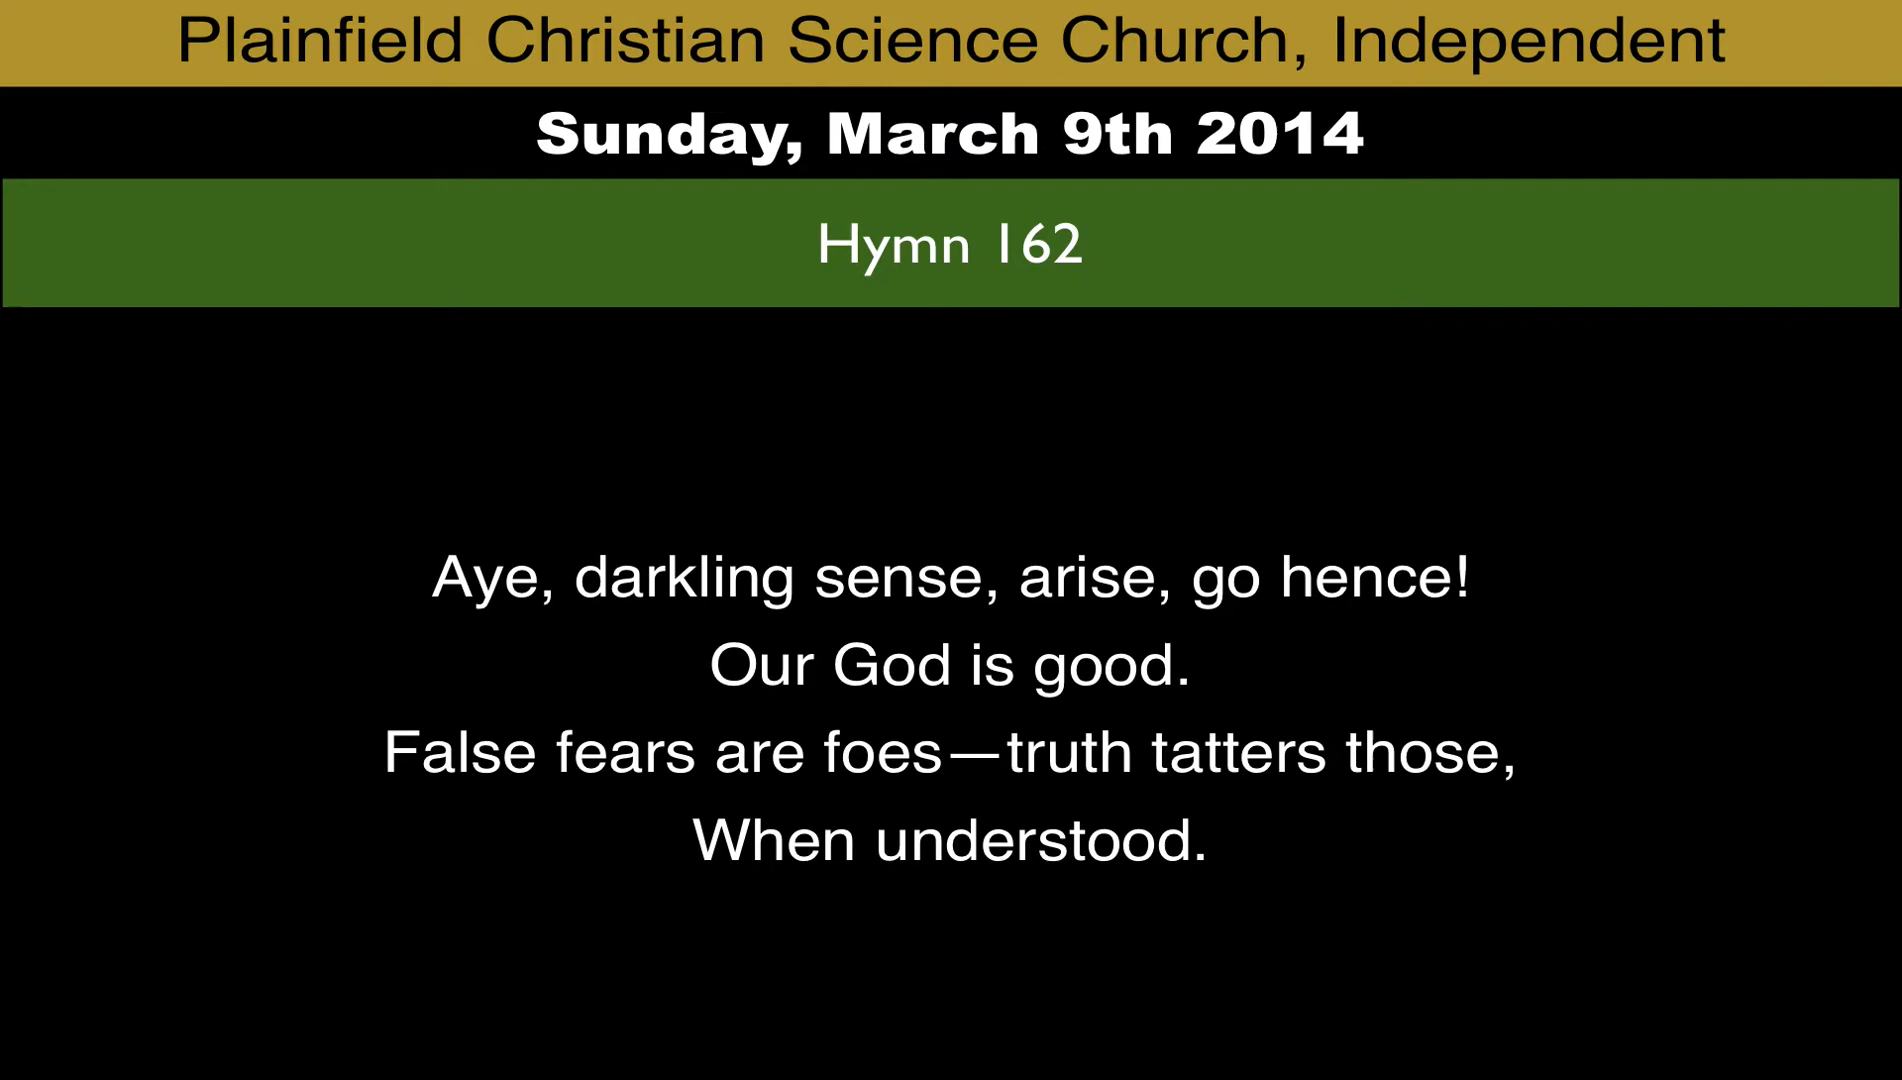 Plainfield Christian Science Church, Independent
Sunday, March 9th 2014
Hymn 162
Aye, darkling sense, arise, go hence!
Our God is good.
False fears are foes—truth tatters those,
When understood.